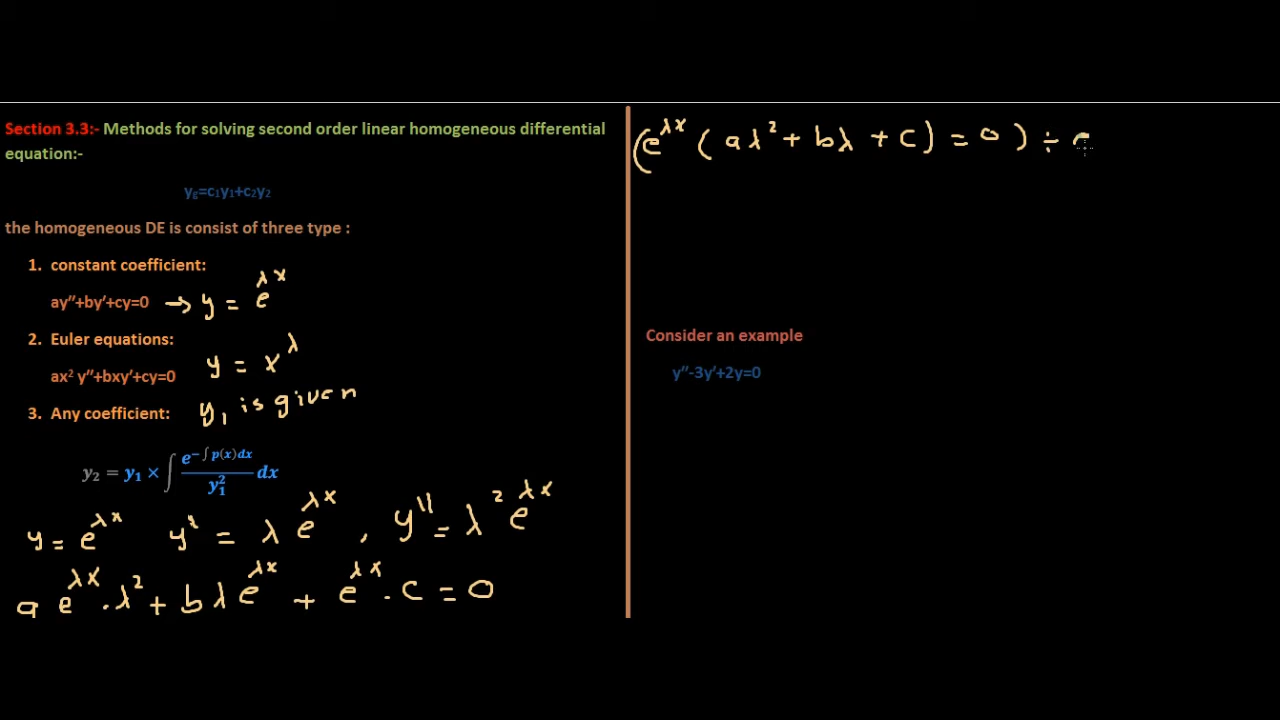 Section 3.3:- Methods for solving second order linear homogeneous differential
equation:-
yE=c₁y₁+c₂y₂
the homogeneous DE is consist of three type :
1. constant coefficient:
ay″+by′+cy=0 → y = e^λx
2. Euler equations:
ax² y″+bxy′+cy=0 y = x^λ
3. Any coefficient: y₁ is given
y₂ = y₁ × ∫ e^(-∫p(x)dx) / y₁² dx
y = e^λx y' = λ e^λx , y'' = λ² e^λx
a e^λx . λ² + b λ e^λx + e^λx . c = 0
(e^λx (aλ² + bλ + c) = 0) ÷
Consider an example
y″-3y′+2y=0